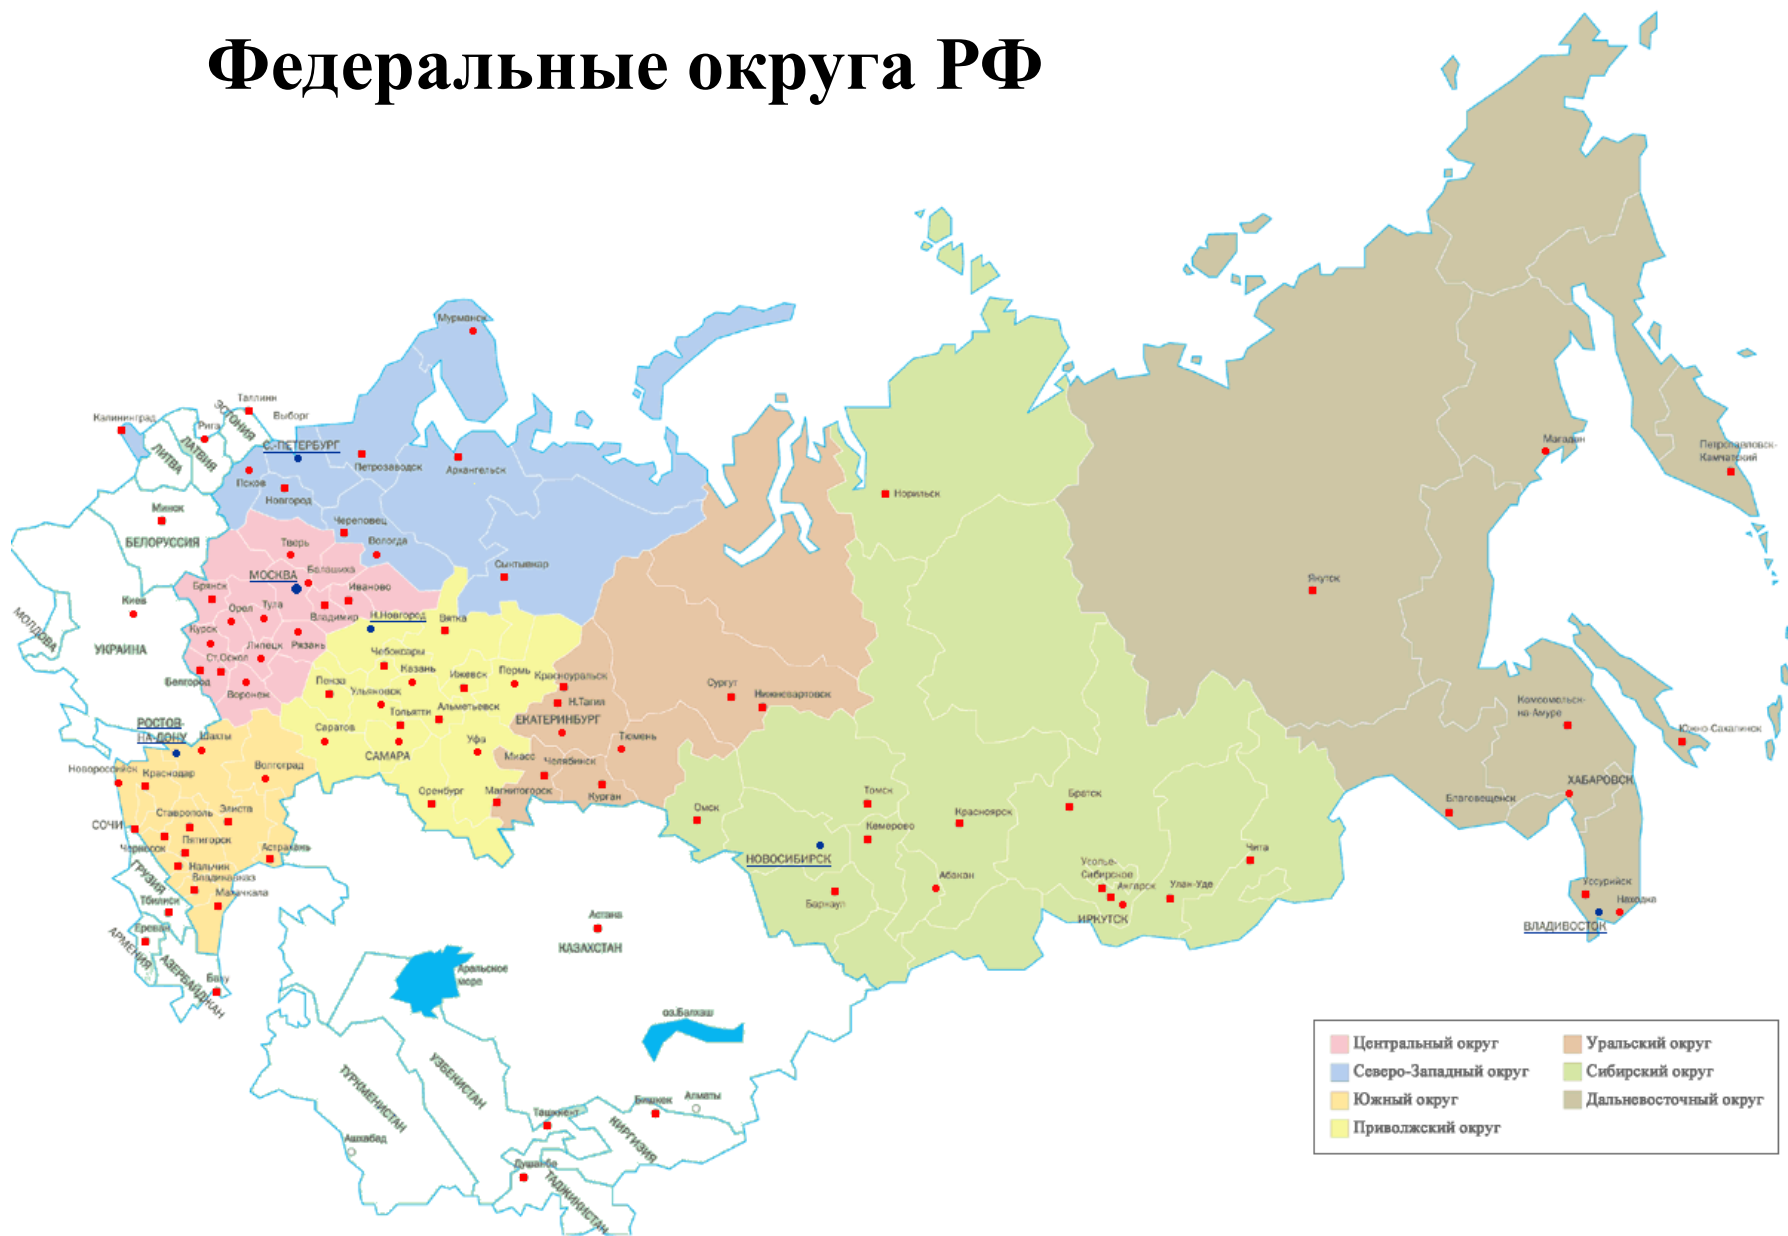 Федеральные округа РФ
Мурманск
Таллинн
Калининград
ЭСТОНИЯ
Выборг
Рига
ЛАТВИЯ
ЛИТВА
С.-ПЕТЕРБУРГ
Петрозаводск
Архангельск
Псков
Новгород
Норильск
Магадан
Петропавловск-
Камчатский
Минск
БЕЛОРУССИЯ
Череповец
Вологда
Тверь
МОСКВА
Балашиха
Сыктывкар
Брянск
Иваново
Якутск
Киев
Орел
Тула
Владимир
Н.Новгород
Вятка
МОЛДОВА
УКРАИНА
Курск
Липецк
Рязань
Чебоксары
Ст.Оскол
Казань
Ижевск
Пермь
Красноуральск
Белгород
Воронеж
Пенза
Ульяновск
Альметьевск
Н.Тагил
Сургут
Нижневартовск
Тольятти
ЕКАТЕРИНБУРГ
Комсомольск-
на-Амуре
РОСТОВ-
НА-ДОНУ
Шахты
Саратов
САМАРА
Уфа
Тюмень
Южно-Сахалинск
Миасс
Челябинск
Новороссийск
Краснодар
Волгоград
Оренбург
Магнитогорск
Курган
Омск
Томск
Братск
ХАБАРОВСК
Благовещенск
СОЧИ
Ставрополь
Элиста
Красноярск
Кемерово
Черкесск
Пятигорск
Астрахань
НОВОСИБИРСК
Чита
ГРУЗИЯ
Нальчик
Владикавказ
Махачкала
Барнаул
Абакан
Усолье-
Сибирское
Ангарск
Улан-Удэ
ИРКУТСК
Уссурийск
Находка
ВЛАДИВОСТОК
Тбилиси
Ереван
АРМЕНИЯ
АЗЕРБАЙДЖАН
Баку
Астана
КАЗАХСТАН
Аральское
море
оз.Балхаш
ТУРКМЕНИСТАН
УЗБЕКИСТАН
Ашхабад
Ташкент
Бишкек
Алматы
КИРГИЗИЯ
Душанбе
ТАДЖИКИСТАН
Центральный округ
Северо-Западный округ
Южный округ
Приволжский округ
Уральский округ
Сибирский округ
Дальневосточный округ